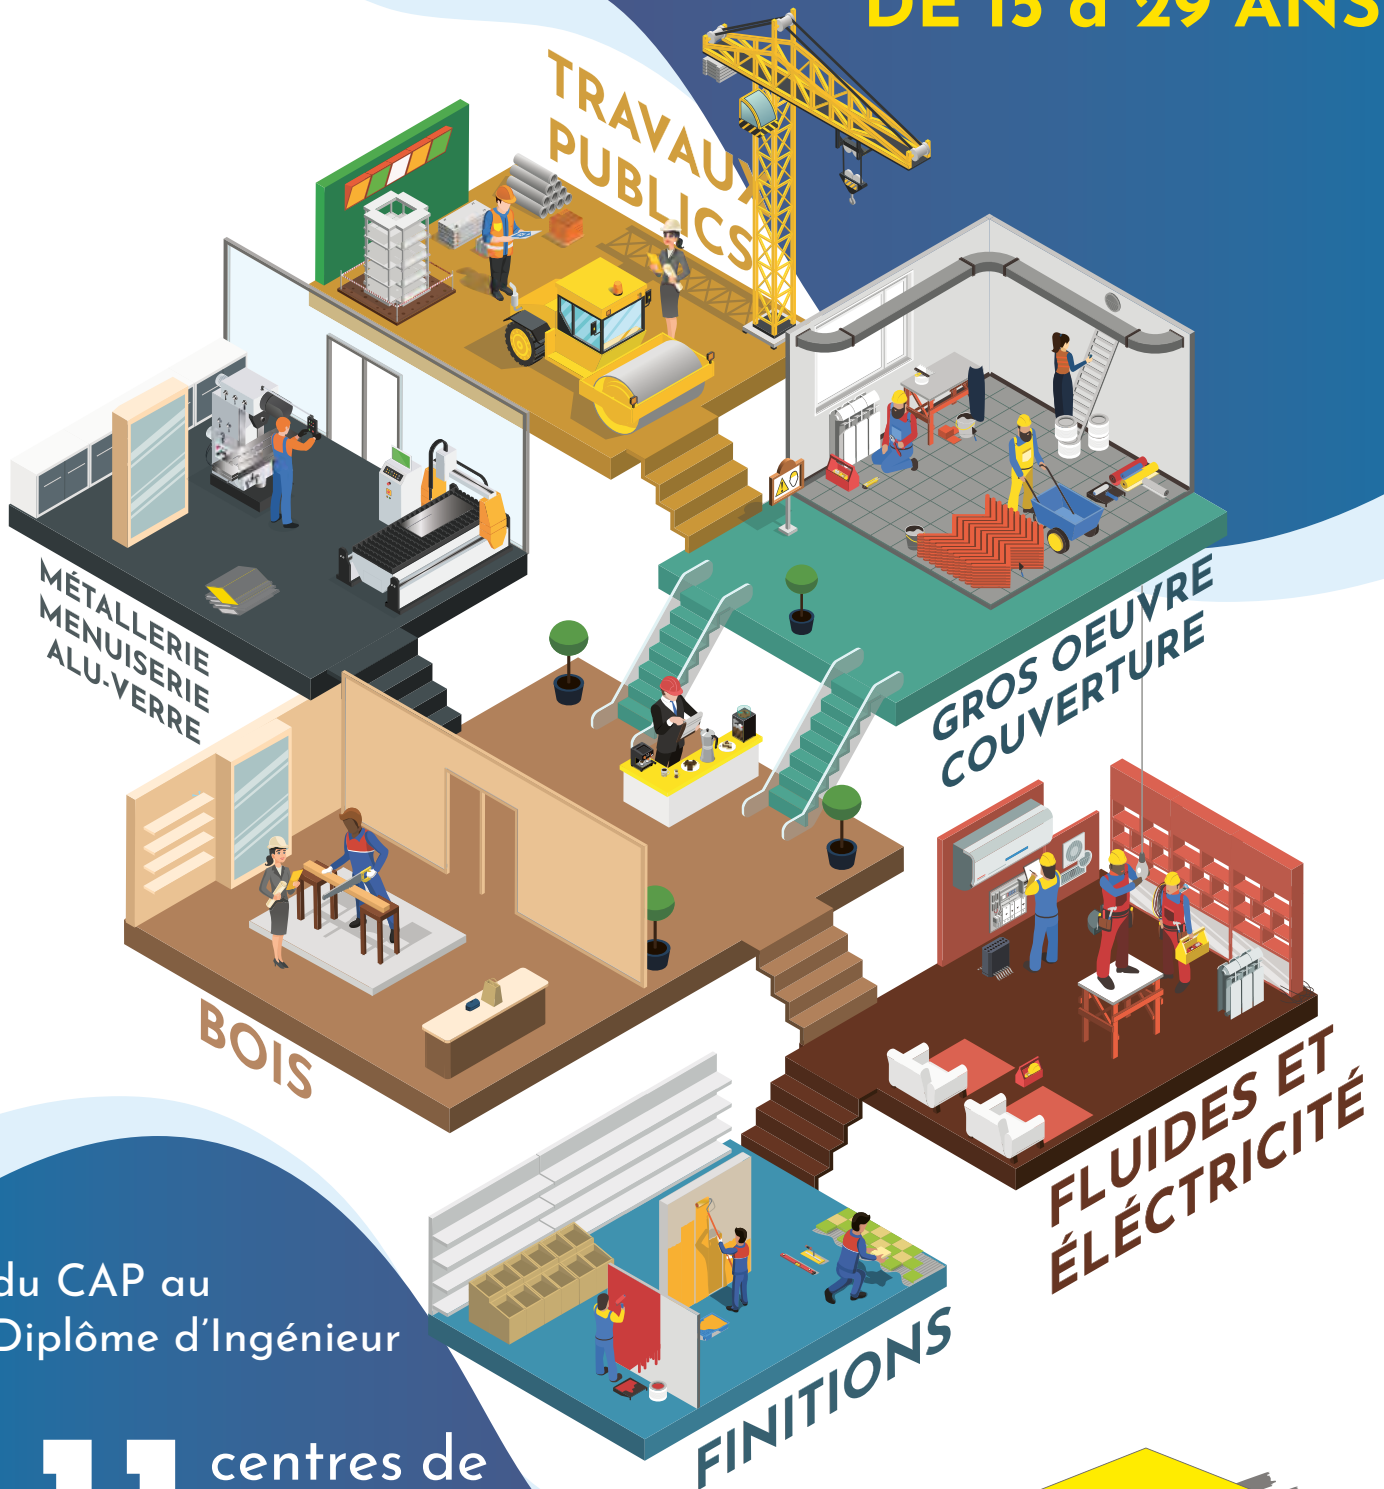 DE 15 à 29 ANS
TRAVAUX
PUBLICS
MÉTALLERIE
MENUISERIE
ALU-VERRE
GROS OEUVRE
COUVERTURE
BOIS
FLUIDES ET
ÉLÉCTRICITÉ
FINITIONS
du CAP au
Diplôme d'Ingénieur
11 centres de